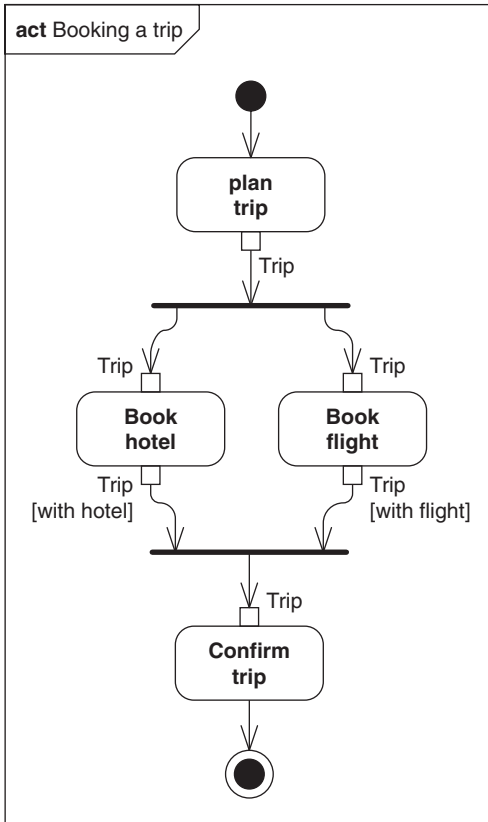 act Booking a trip
plan
trip
Trip
Trip
Trip
Book
hotel
Book
flight
Trip
[with hotel]
Trip
[with flight]
Trip
Confirm
trip